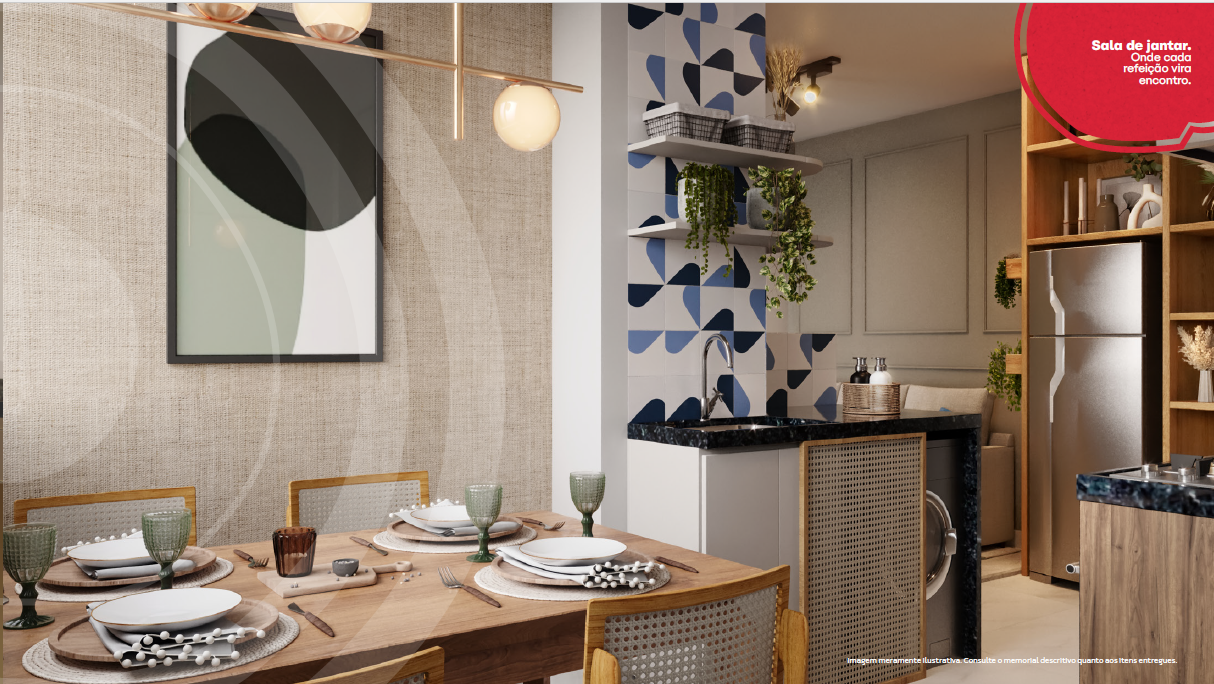 Sala de jantar.
Onde cada
refeição vira
encontro.
Imagem meramente ilustrativa. Consulte o memorial descritivo quanto aos itens entregues.